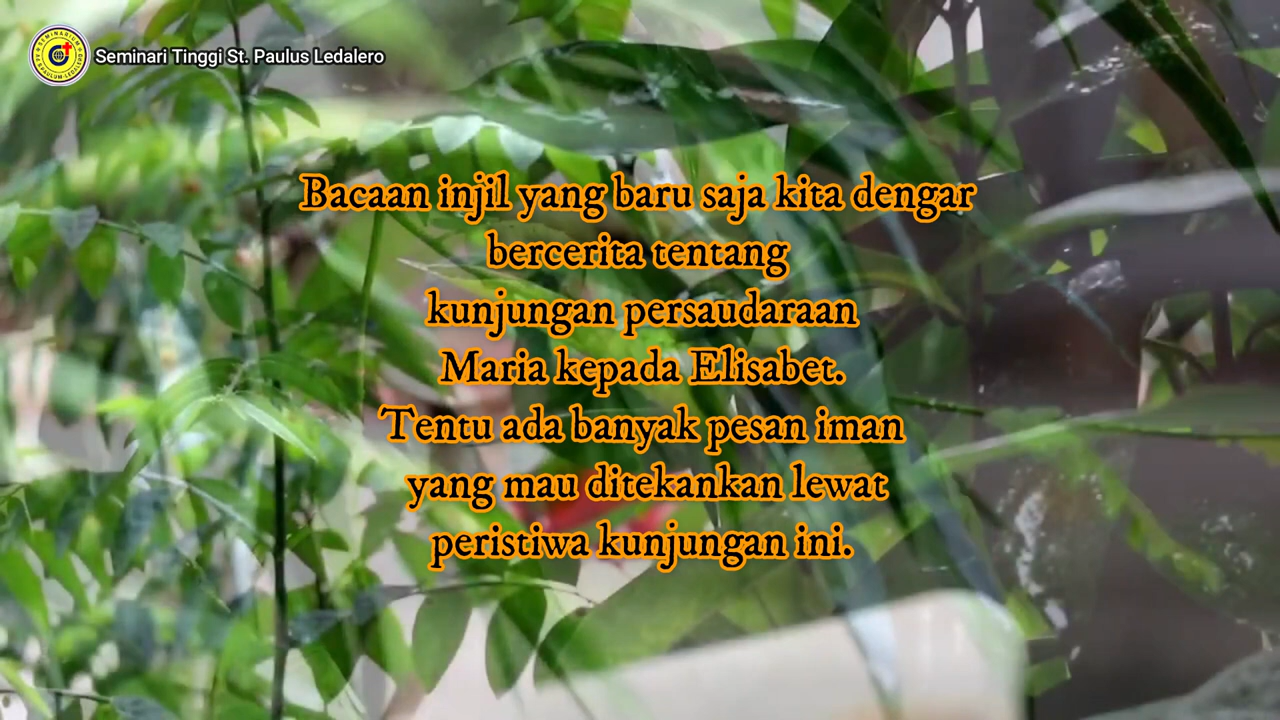 Seminari Tinggi St. Paulus Ledalero
Bacaan injil yang baru saja kita dengar
bercerita tentang
kunjungan persaudaraan
Maria kepada Elisabet.
Tentu ada banyak pesan iman
yang mau ditekankan lewat
peristiwa kunjungan ini.